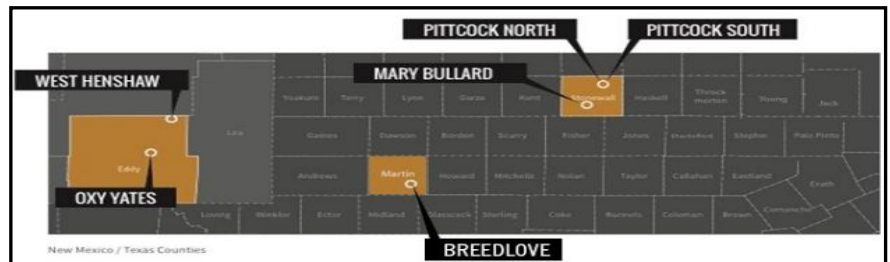 PITTCOCK NORTH PITTCOCK SOUTH
WEST HENSHAW MARY BULLARD
Yoakum Terry Lynn Garza Kent Stonewall Haskell Throckmorton Young Jack
Lea
Gaines Dawson Borden Scurry Fisher Jones Shackelford Stephen Palo Pinto
Eddy
Andrews Martin Howard Mitchell Nolan Taylor Callahan Eastland Erath
OXY YATES
Loving Winkler Ector Midland Glasscock Sterling Coke Runnels Coleman Brown Comanche
New Mexico / Texas Counties
BREEDLOVE